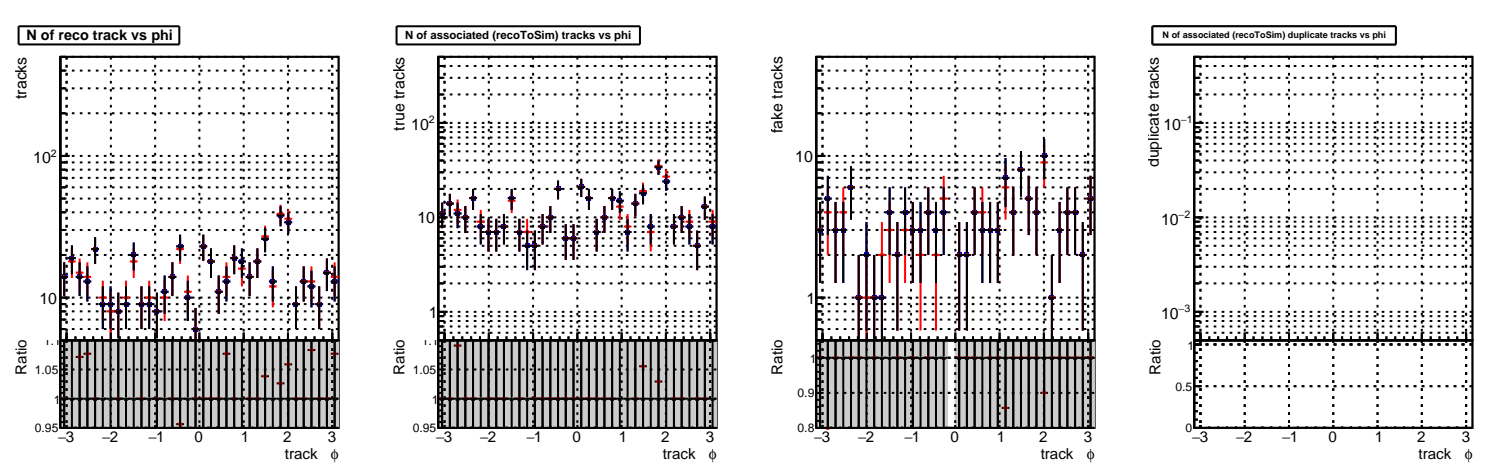 N of reco track vs phi
tracks
10²
10
Ratio
1.1
1.05
1
0.95
−3 −2 −1 0 1 2 3
track ϕ
N of associated (recoToSim) tracks vs phi
true tracks
10²
10
1
Ratio
1.1
1.05
1
0.95
−3 −2 −1 0 1 2 3
track ϕ
fake tracks
10
1
Ratio
1
0.9
0.8
−3 −2 −1 0 1 2 3
track ϕ
N of associated (recoToSim) duplicate tracks vs phi
duplicate tracks
10⁻¹
10⁻²
10⁻³
Ratio
1
0.5
0
−3 −2 −1 0 1 2 3
track ϕ